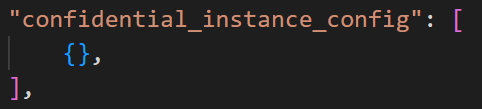 "confidential_instance_config": [
{},
],